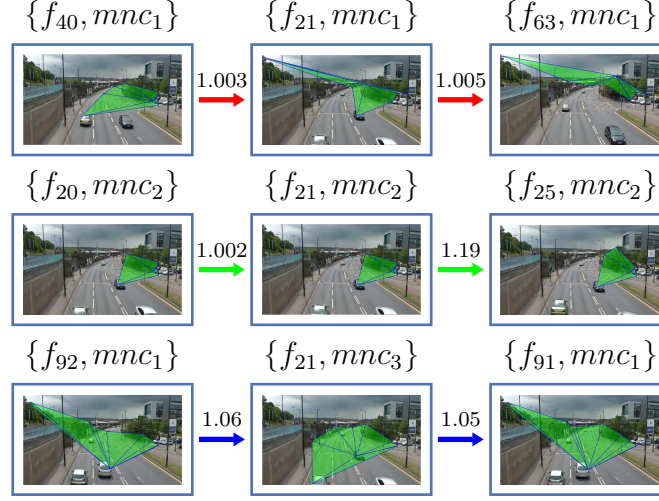 {f₄₀, mnc₁} {f₂₁, mnc₁} {f₆₃, mnc₁}
1.003 1.005
{f₂₀, mnc₂} {f₂₁, mnc₂} {f₂₅, mnc₂}
1.002 1.19
{f₉₂, mnc₁} {f₂₁, mnc₃} {f₉₁, mnc₁}
1.06 1.05